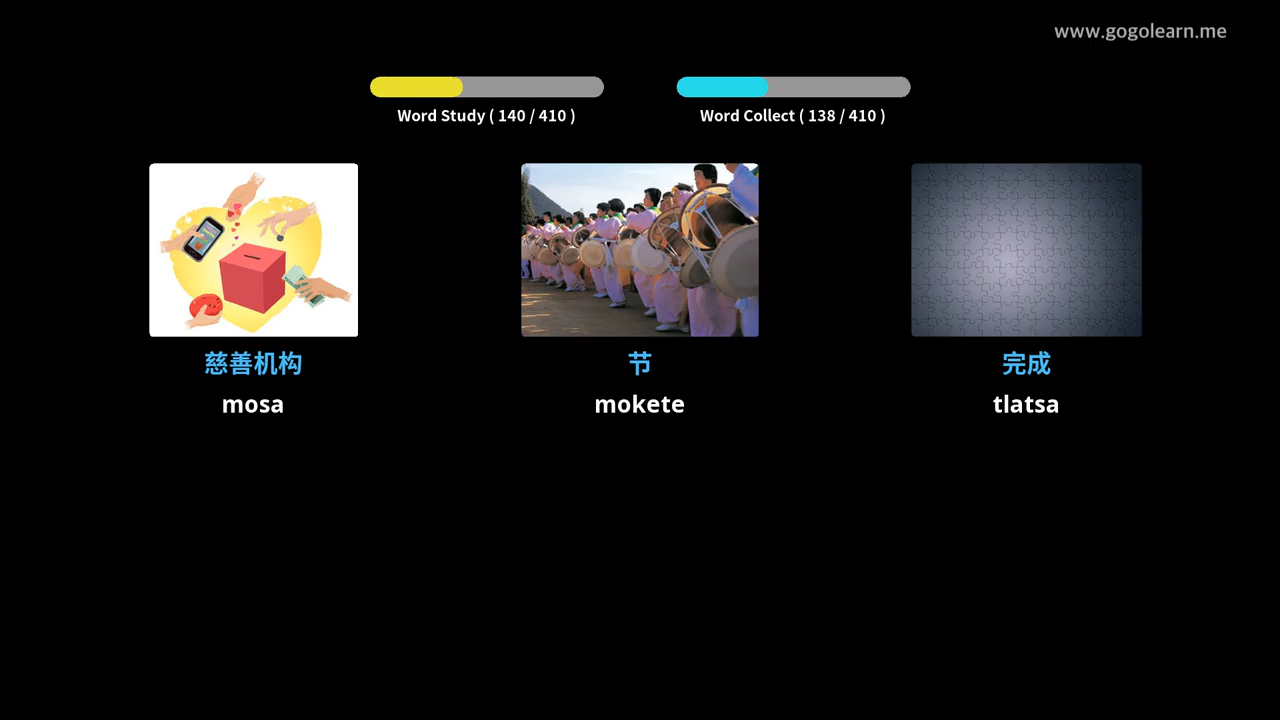 www.gogolearn.me
Word Study ( 140 / 410 )
Word Collect ( 138 / 410 )
慈善机构
节
完成
mosa
mokete
tlatsa